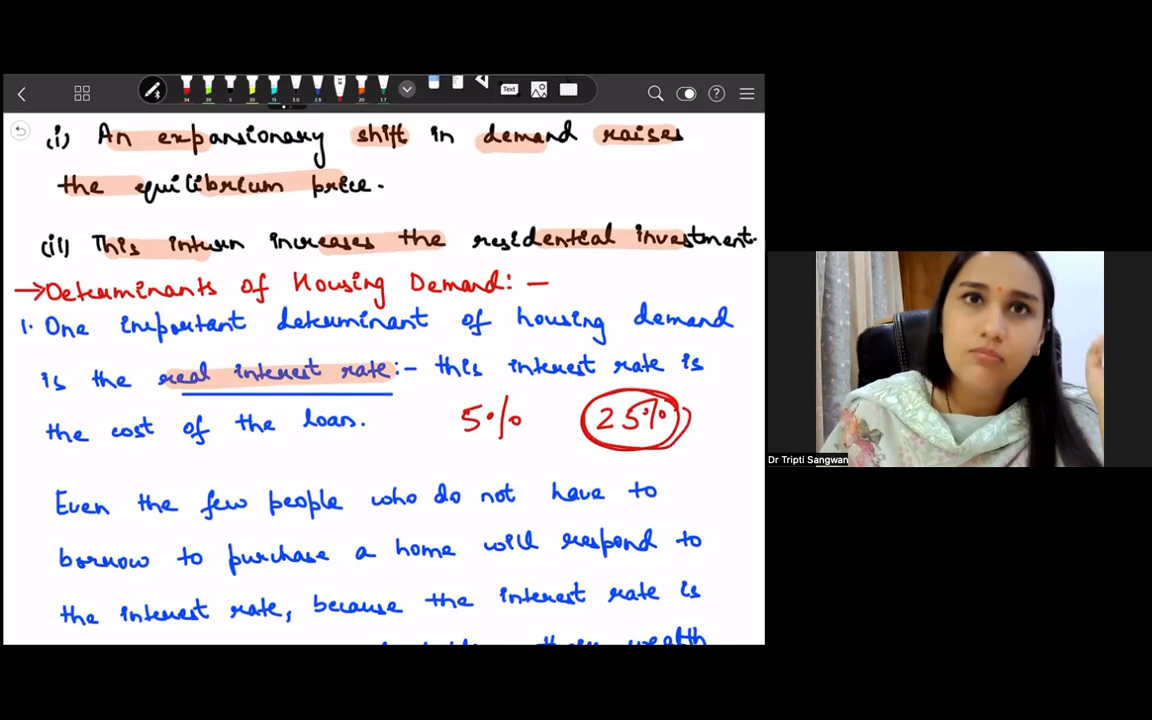 (i) An expansionary shift in demand raises
the equilibrium price.
(ii) This inturn increases the residential investment.
→Determinants of Housing Demand: —
1. One important determinant of housing demand
is the real interest rate:- this interest rate is
the cost of the loan.
5% 25%
Even the few people who do not have to
borrow to purchase a home will respond to
the interest rate, because the interest rate is
their wealth
Text
Dr Tripti Sangwan